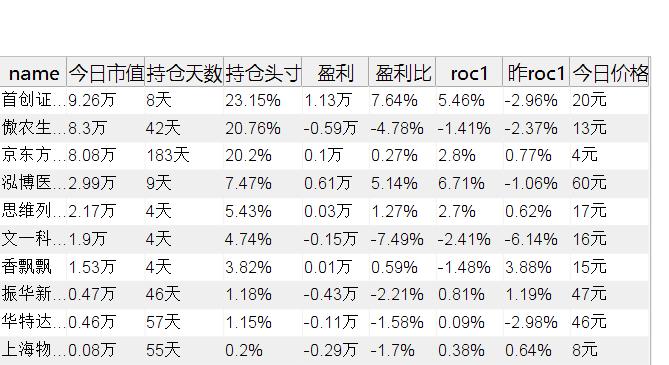 name 今日市值 持仓天数 持仓头寸 盈利 盈利比 roc1 昨roc1 今日价格
首创证... 9.26万 8天 23.15% 1.13万 7.64% 5.46% -2.96% 20元
傲农生... 8.3万 42天 20.76% -0.59万 -4.78% -1.41% -2.37% 13元
京东方... 8.08万 183天 20.2% 0.1万 0.27% 2.8% 0.77% 4元
泓博医... 2.99万 9天 7.47% 0.61万 5.14% 6.71% -1.06% 60元
思维列... 2.17万 4天 5.43% 0.03万 1.27% 2.7% 0.62% 17元
文一科... 1.9万 4天 4.74% -0.15万 -7.49% -2.41% -6.14% 16元
香飘飘 1.53万 4天 3.82% 0.01万 0.59% -1.48% 3.88% 15元
振华新... 0.47万 46天 1.18% -0.43万 -2.21% 0.81% 1.19% 47元
华特达... 0.46万 57天 1.15% -0.11万 -1.58% 0.09% -2.98% 46元
上海物... 0.08万 55天 0.2% -0.29万 -1.7% 0.38% 0.64% 8元